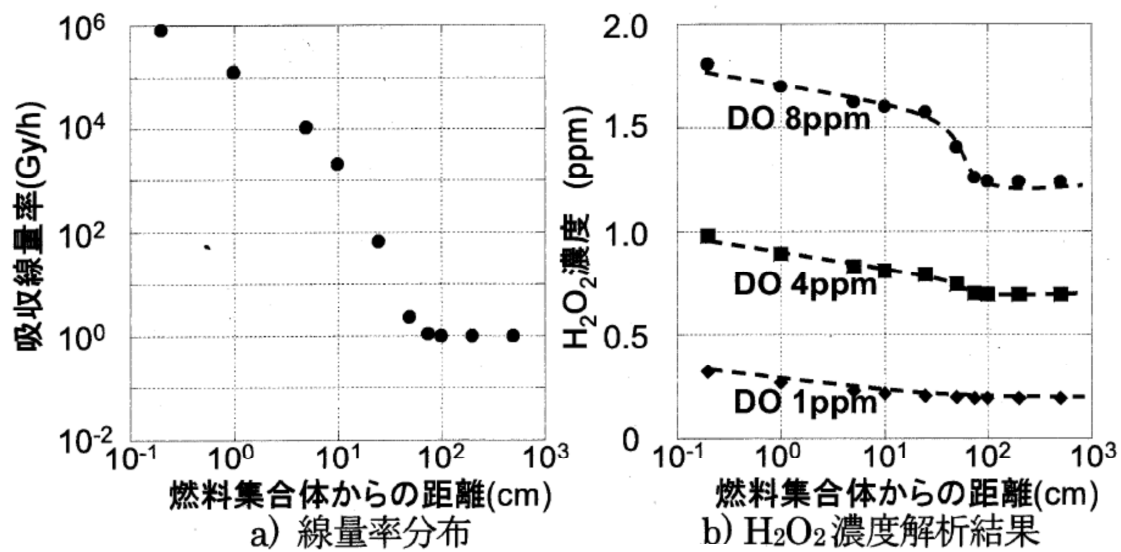 10⁶
10⁴
10²
10⁰
10⁻²
吸収線量率(Gy/h)
10⁻¹ 10⁰ 10¹ 10² 10³
燃料集合体からの距離(cm)
a) 線量率分布
2.0
1.5
1.0
0.5
0
H₂O₂濃度 (ppm)
DO 8ppm
DO 4ppm
DO 1ppm
10⁻¹ 10⁰ 10¹ 10² 10³
燃料集合体からの距離(cm)
b) H₂O₂濃度解析結果